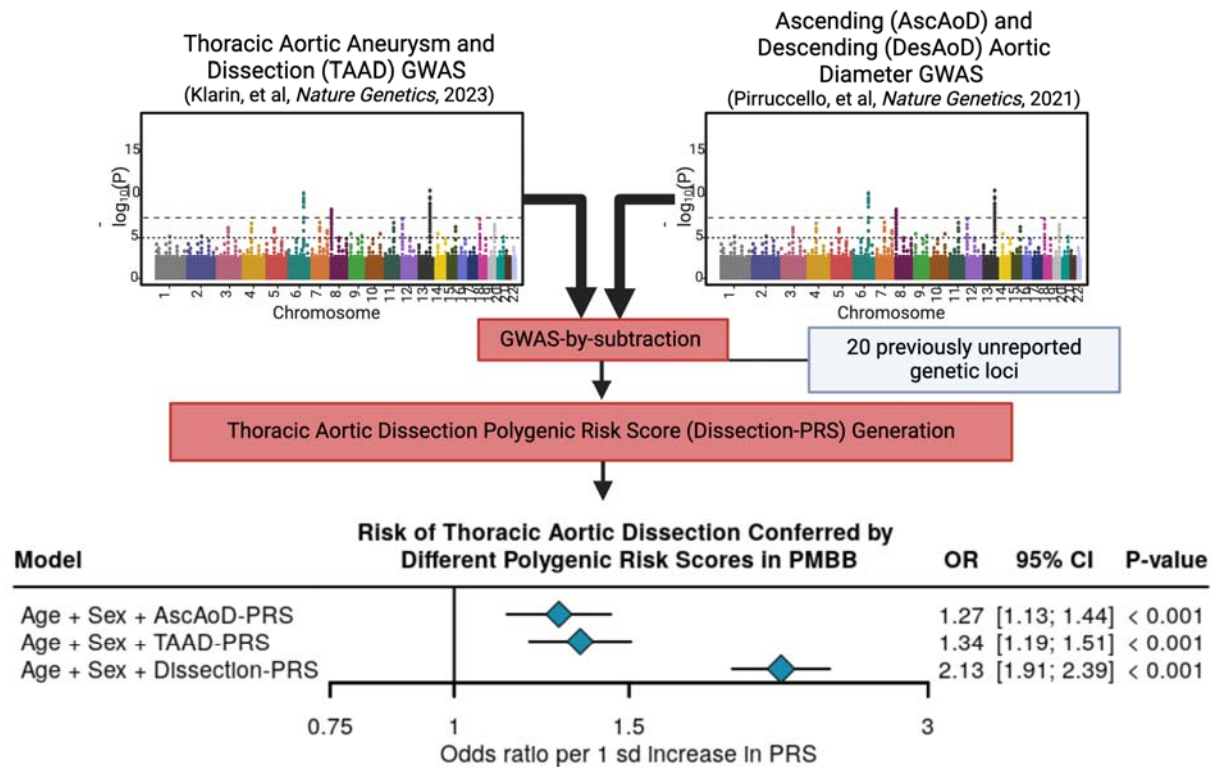 Thoracic Aortic Aneurysm and
Dissection (TAAD) GWAS
(Klarin, et al, Nature Genetics, 2023)
Ascending (AscAoD) and
Descending (DesAoD) Aortic
Diameter GWAS
(Pirruccello, et al, Nature Genetics, 2021)
-log₁₀(P)
15
10
5
0
1 2 3 4 5 6 7 8 9 10 11 12 13 14 15 16 17 18 19 20 22
Chromosome
-log₁₀(P)
15
10
5
0
1 2 3 4 5 6 7 8 9 10 11 12 13 14 15 16 17 18 19 20 22
Chromosome
GWAS-by-subtraction
20 previously unreported
genetic loci
Thoracic Aortic Dissection Polygenic Risk Score (Dissection-PRS) Generation
Risk of Thoracic Aortic Dissection Conferred by
Model Different Polygenic Risk Scores in PMBB OR 95% CI P-value
Age + Sex + AscAoD-PRS 1.27 [1.13; 1.44] < 0.001
Age + Sex + TAAD-PRS 1.34 [1.19; 1.51] < 0.001
Age + Sex + Dissection-PRS 2.13 [1.91; 2.39] < 0.001
0.75 1 1.5 3
Odds ratio per 1 sd increase in PRS